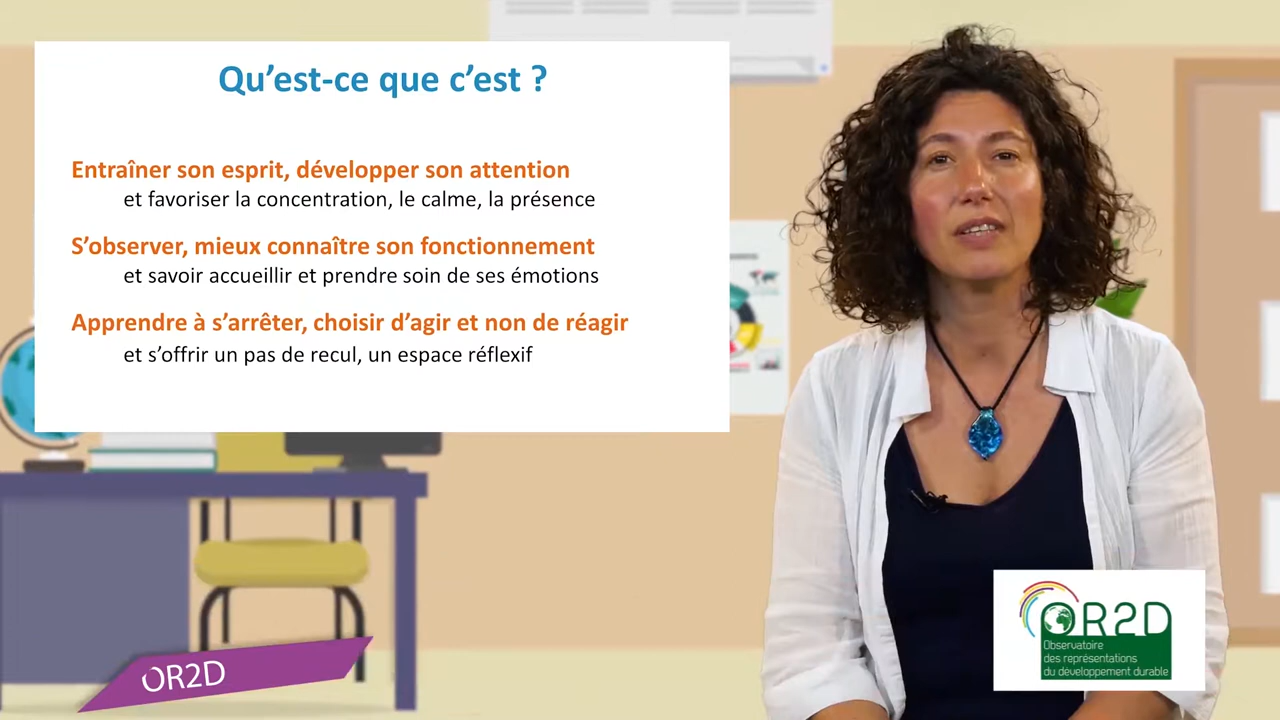 Qu’est-ce que c’est ?
Entraîner son esprit, développer son attention
et favoriser la concentration, le calme, la présence
S’observer, mieux connaître son fonctionnement
et savoir accueillir et prendre soin de ses émotions
Apprendre à s’arrêter, choisir d’agir et non de réagir
et s’offrir un pas de recul, un espace réflexif
OR2D
OR2D
Observatoire
des représentations
du développement durable